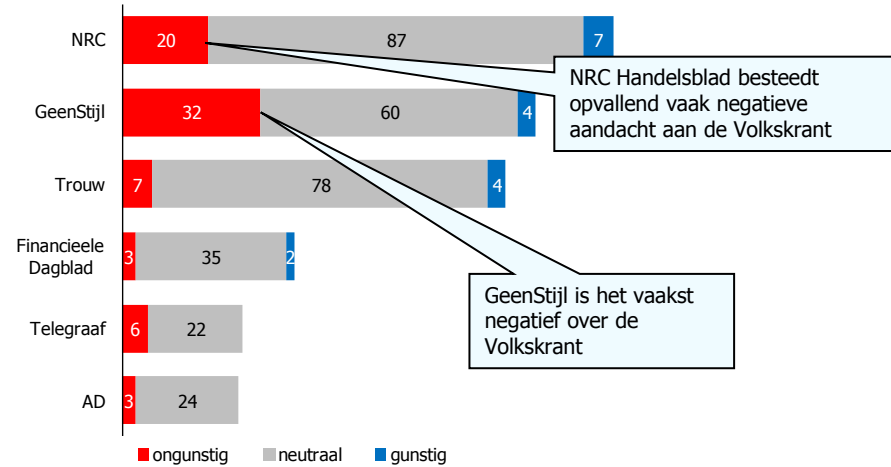 NRC
20 87 7
NRC Handelsblad besteedt
opvallend vaak negatieve
aandacht aan de Volkskrant
GeenStijl
32 60 4
Trouw
7 78 4
Financieele
Dagblad
3 35 2
GeenStijl is het vaakst
negatief over de
Volkskrant
Telegraaf
6 22
AD
3 24
ongunstig neutraal gunstig